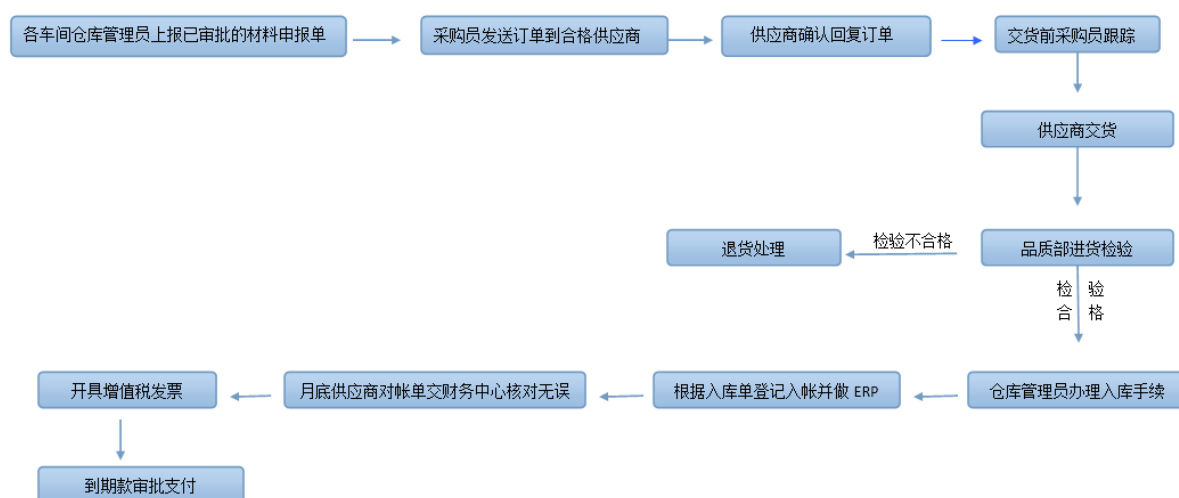 各车间仓库管理员上报已审批的材料申报单
采购员发送订单到合格供应商
供应商确认回复订单
交货前采购员跟踪
供应商交货
品质部进货检验
检验不合格
退货处理
检 验
合 格
仓库管理员办理入库手续
根据入库单登记入帐并做 ERP
月底供应商对帐单交财务中心核对无误
开具增值税发票
到期款审批支付